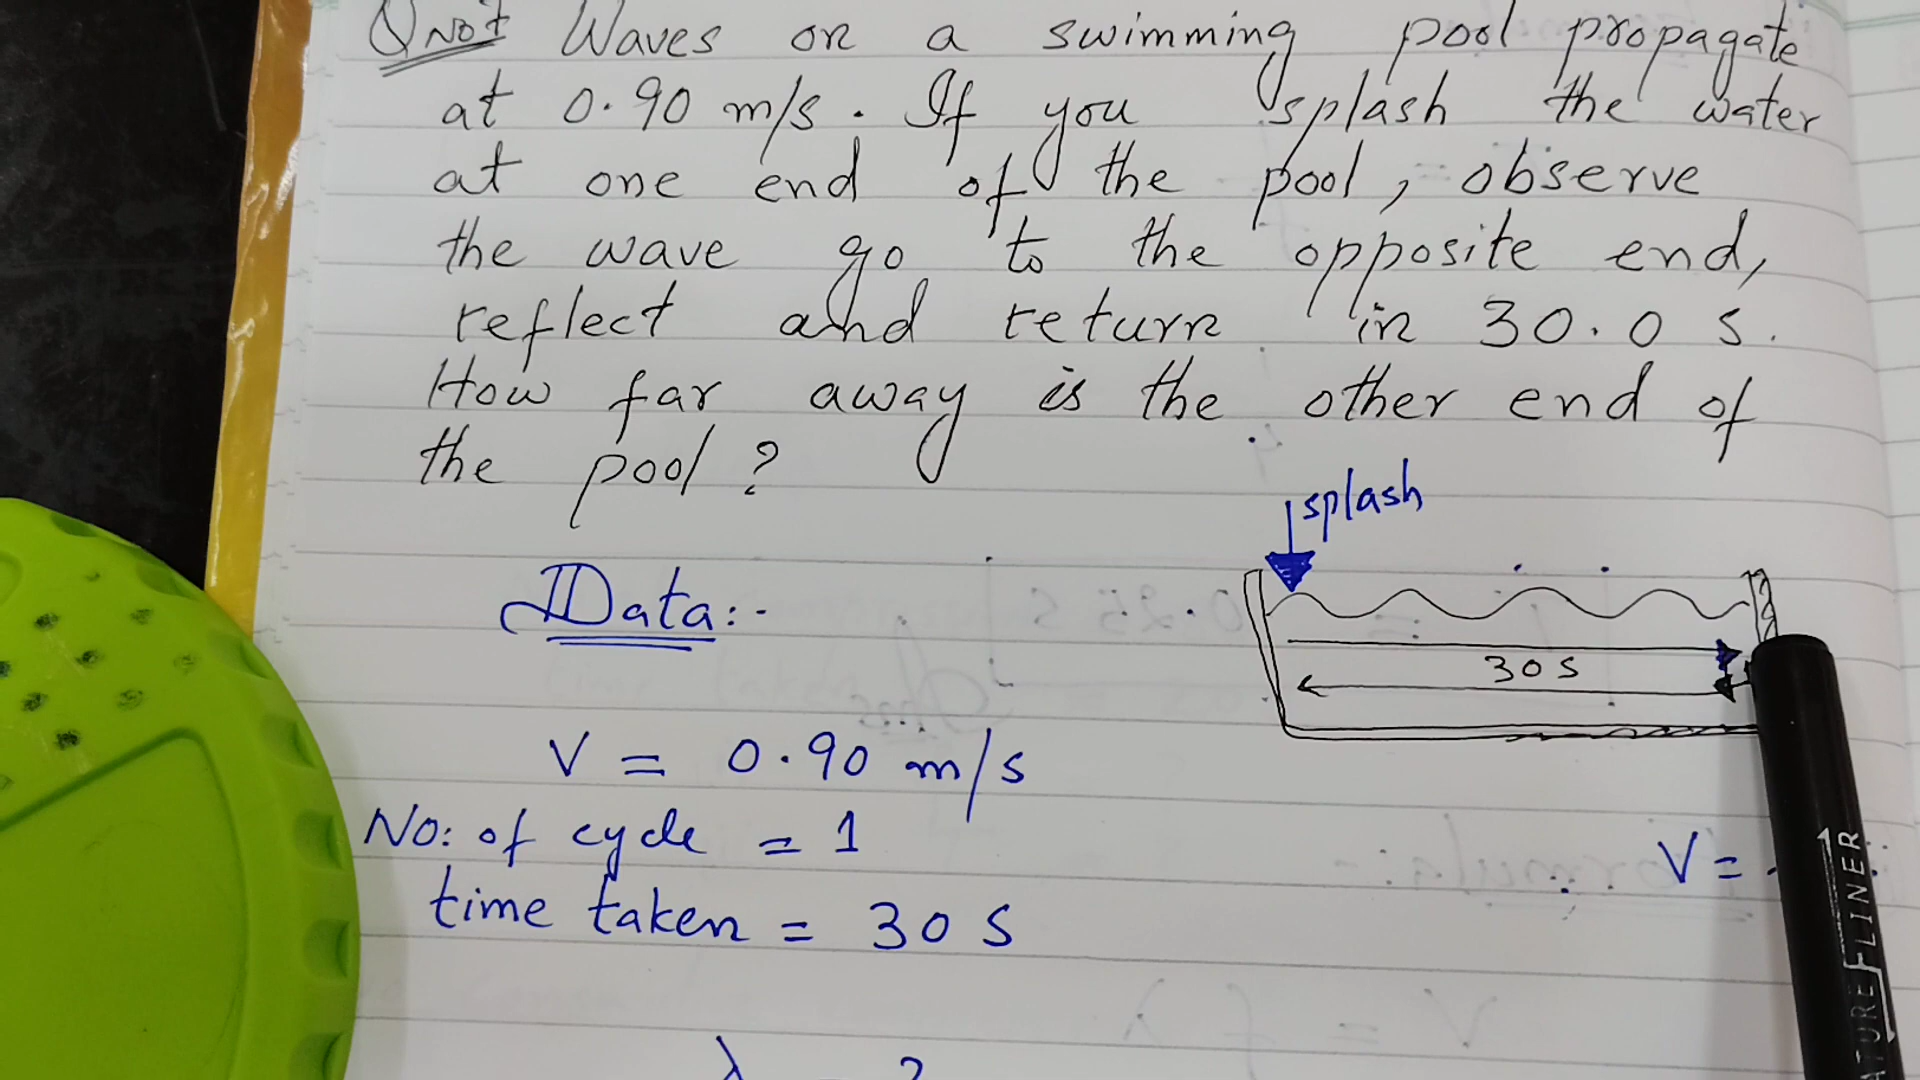 Q No 1 Waves on a swimming pool propagate
at 0.90 m/s. If you splash the water
at one end of the pool, observe
the wave go to the opposite end,
reflect and return in 30.0 s.
How far away is the other end of
the pool?
splash
Data:-
30 s
V = 0.90 m/s
No: of cycle = 1
V =
time taken = 30 s
λ = ?
FLINER